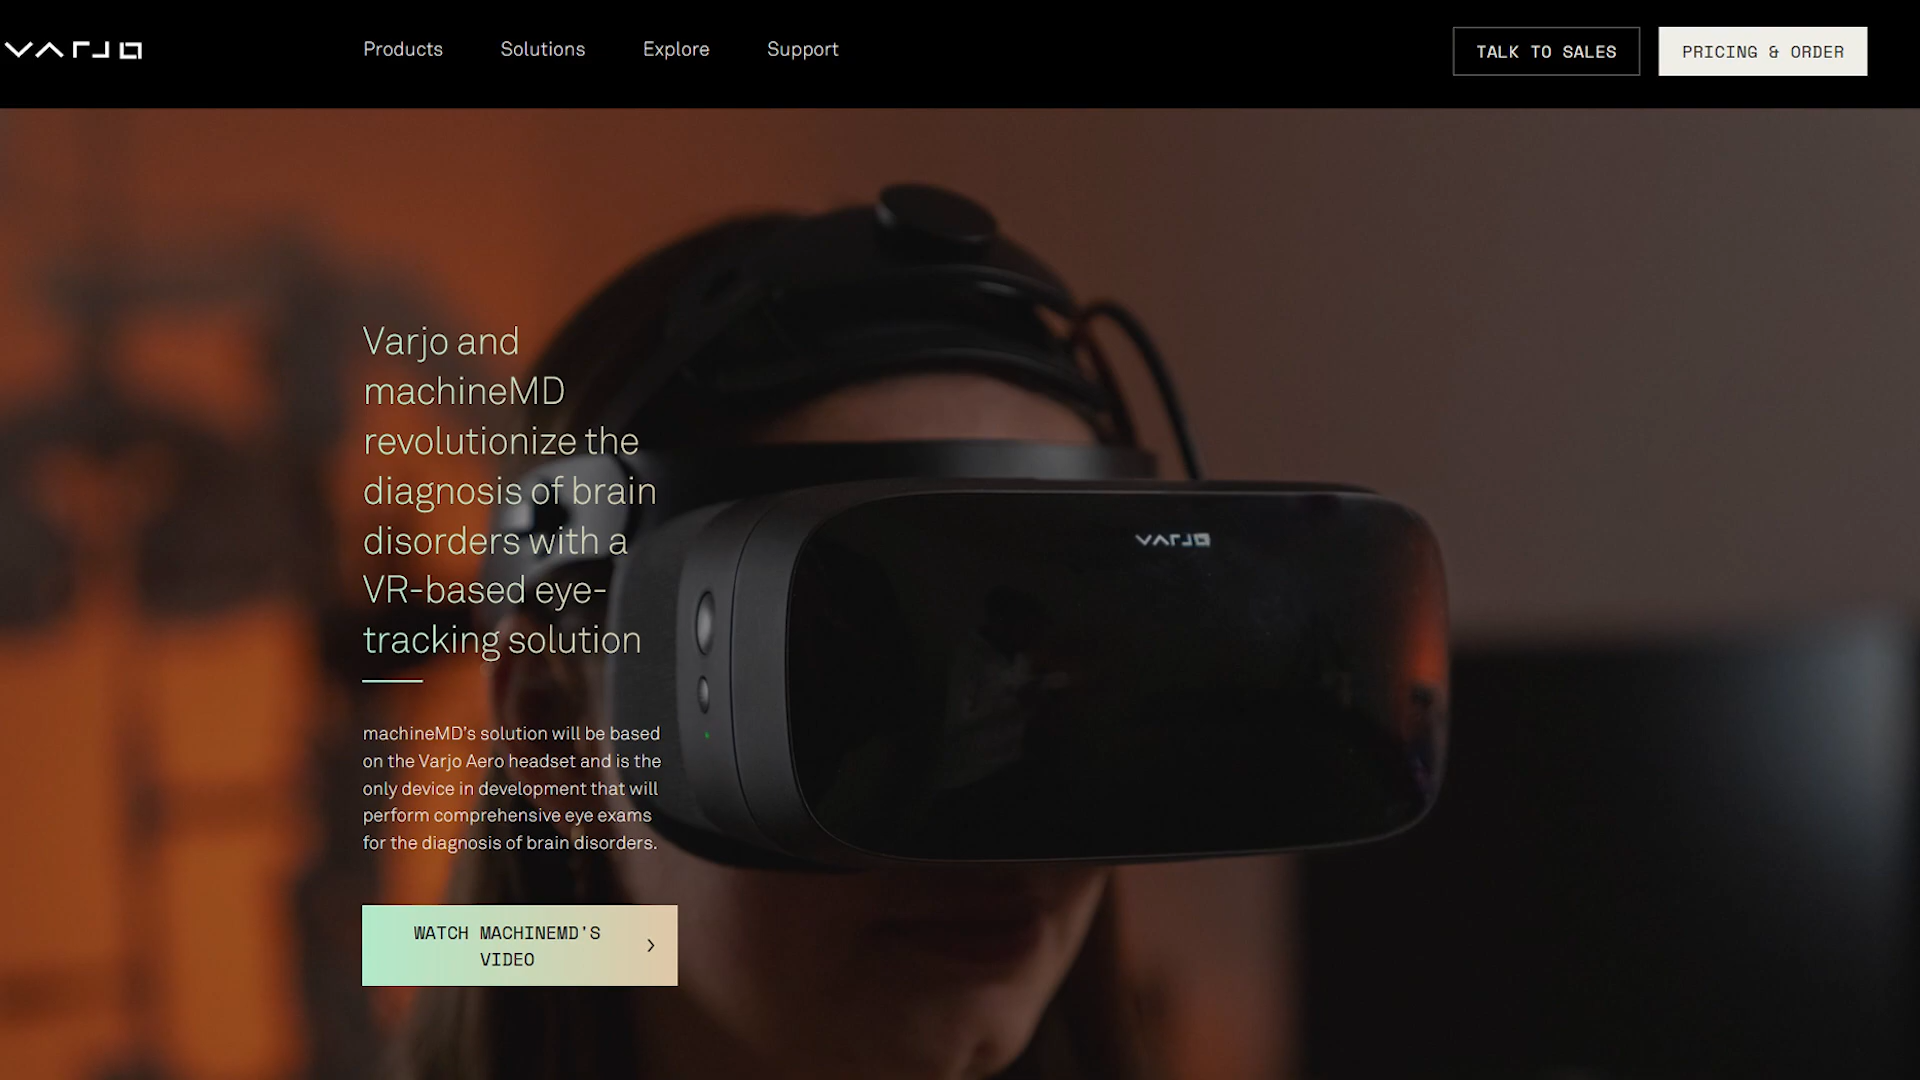 VARJO
Products
Solutions
Explore
Support
TALK TO SALES
PRICING & ORDER
Varjo and
machineMD
revolutionize the
diagnosis of brain
disorders with a
VR-based eye-
tracking solution
VARJO
machineMD's solution will be based
on the Varjo Aero headset and is the
only device in development that will
perform comprehensive eye exams
for the diagnosis of brain disorders.
WATCH MACHINEMD'S
VIDEO